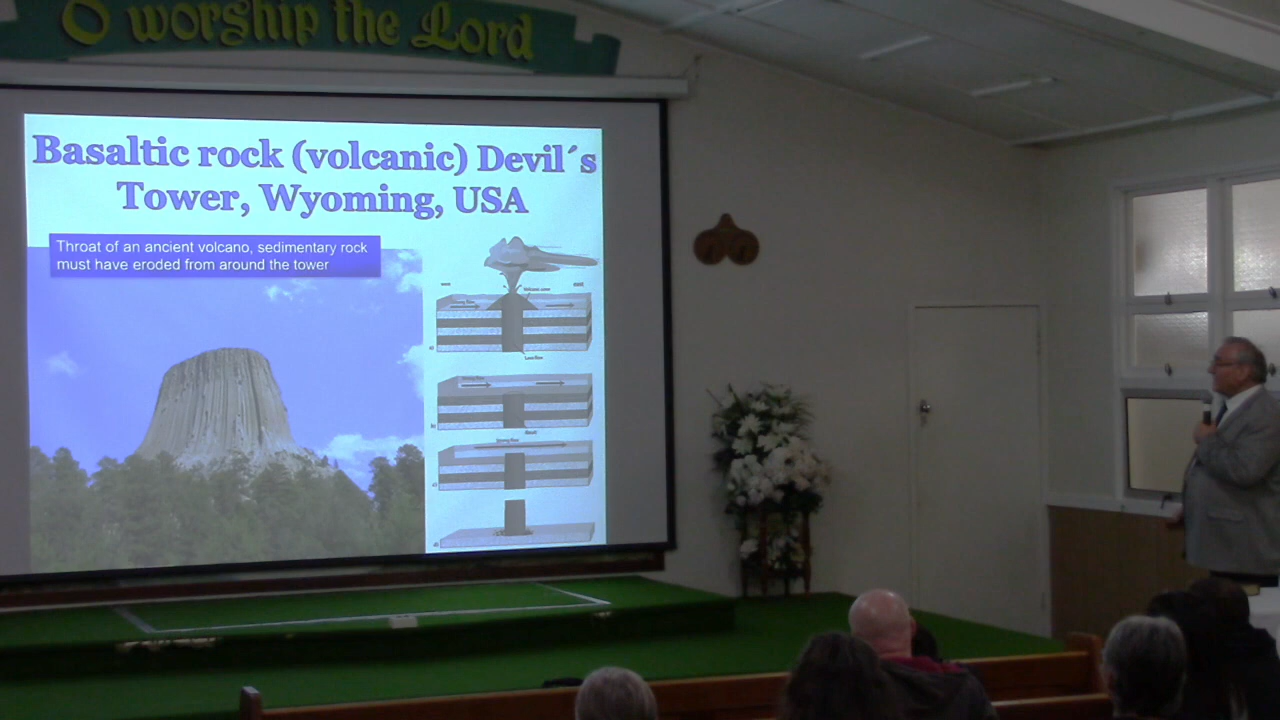 O worship the Lord
Basaltic rock (volcanic) Devil´s
Tower, Wyoming, USA
Throat of an ancient volcano, sedimentary rock
must have eroded from around the tower